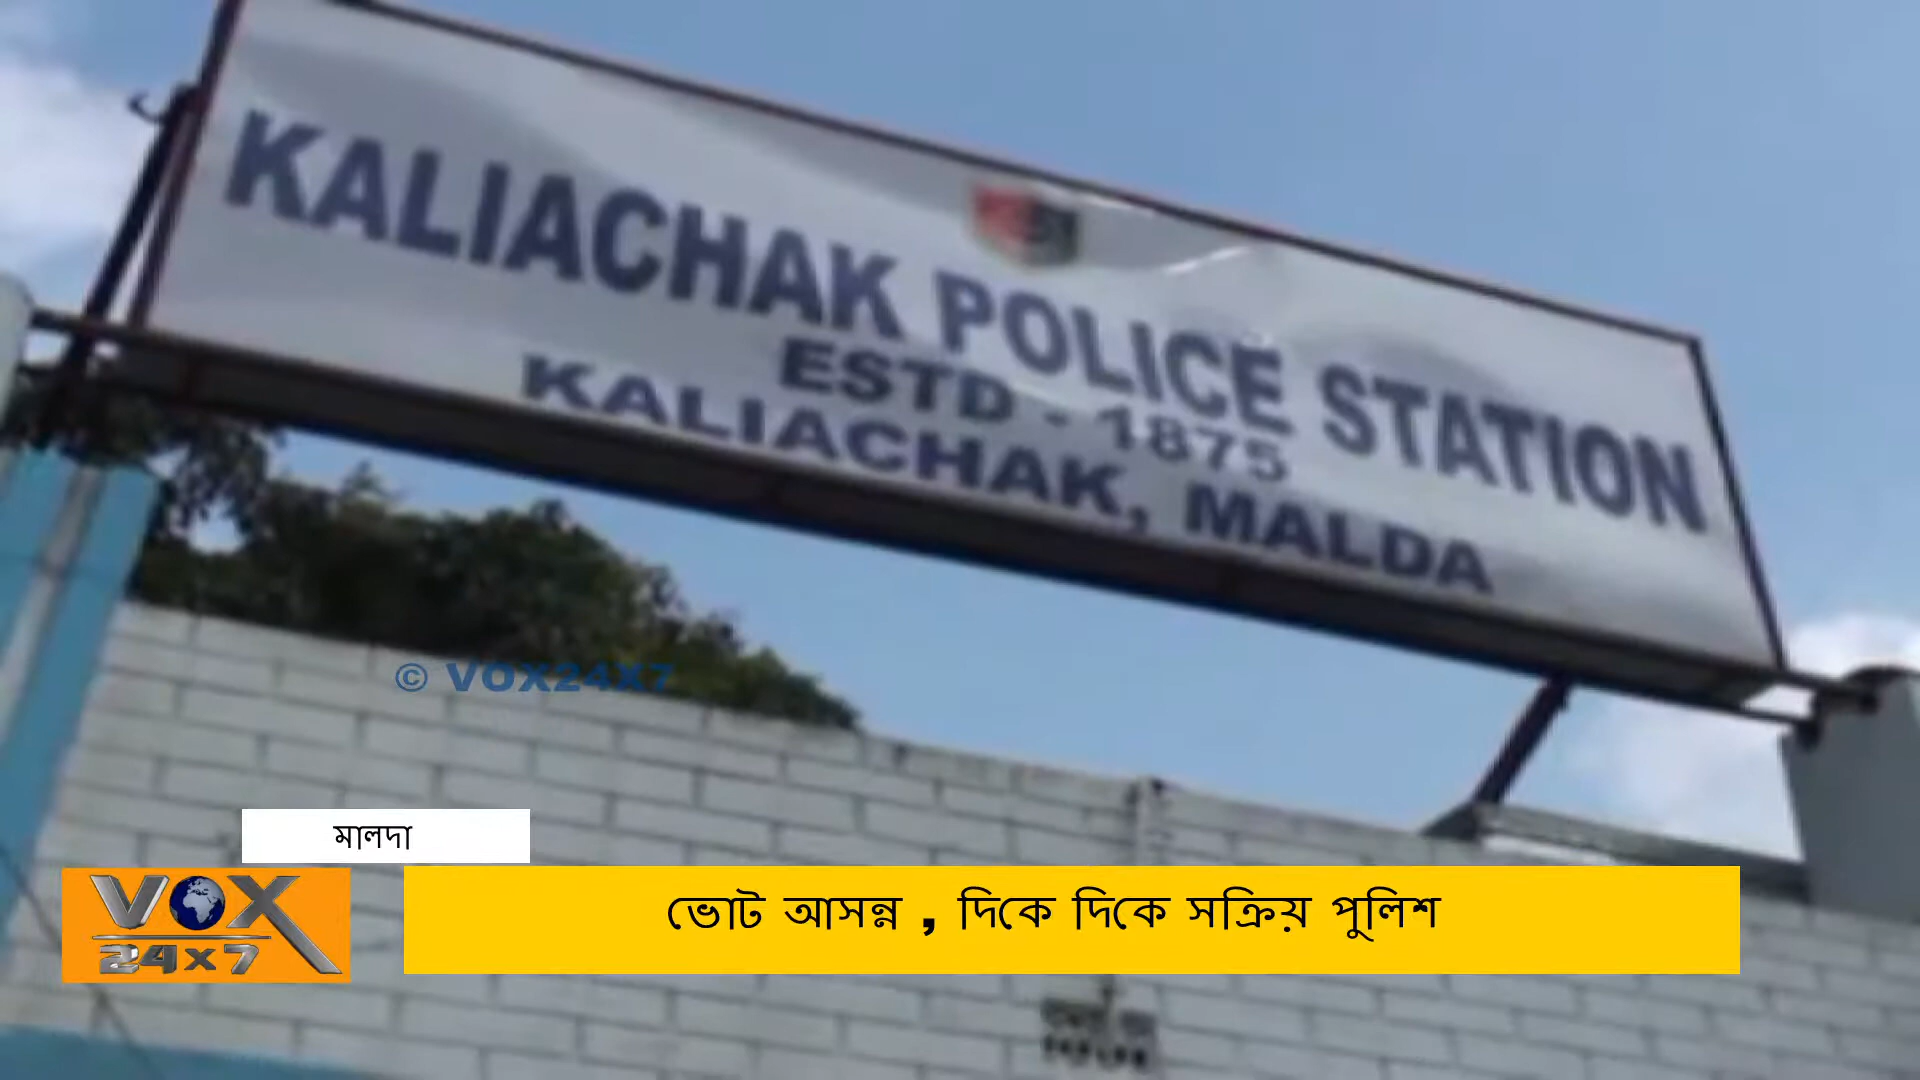 KALIACHAK POLICE STATION
ESTD - 1875
KALIACHAK, MALDA
© VOX24X7
মালদা
VOX
24x7
ভোট আসন্ন , দিকে দিকে সক্রিয় পুলিশ